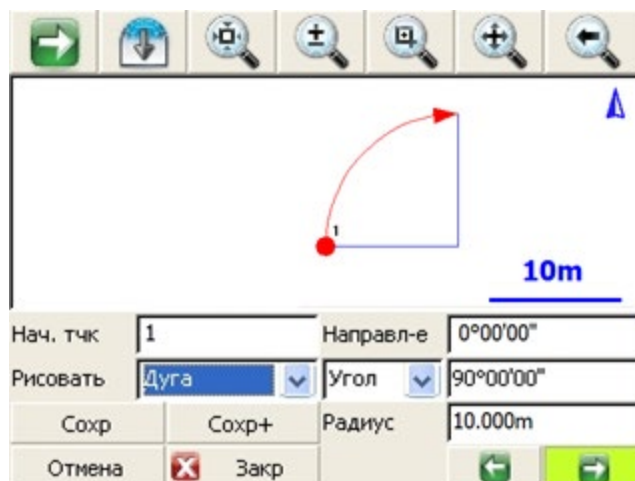 1
10m
Нач. тчк 1 Направл-е 0°00'00"
Рисовать Дуга Угол 90°00'00"
Сохр Сохр+ Радиус 10.000m
Отмена Закр